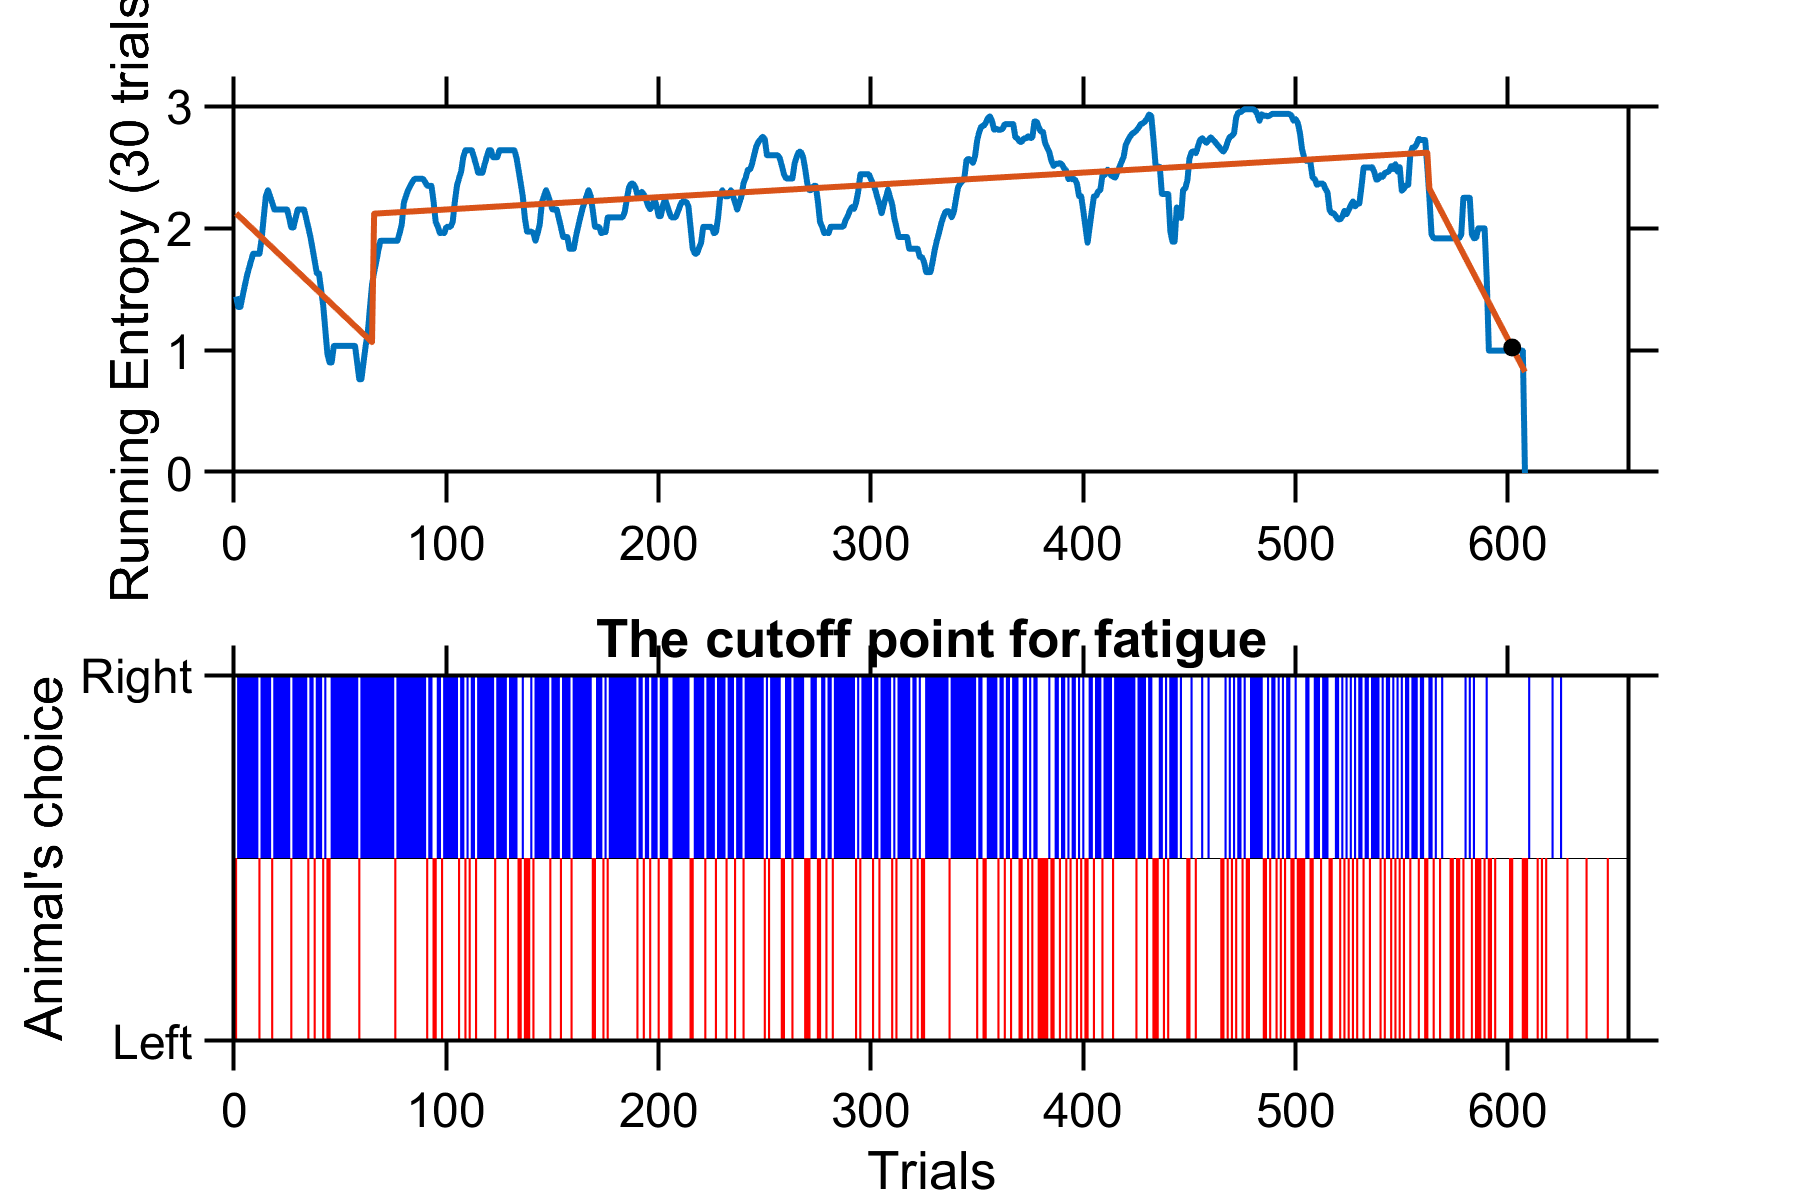 Running Entropy (30 trials
3
2
1
0
0 100 200 300 400 500 600
The cutoff point for fatigue
Animal's choice
Right
Left
0 100 200 300 400 500 600
Trials